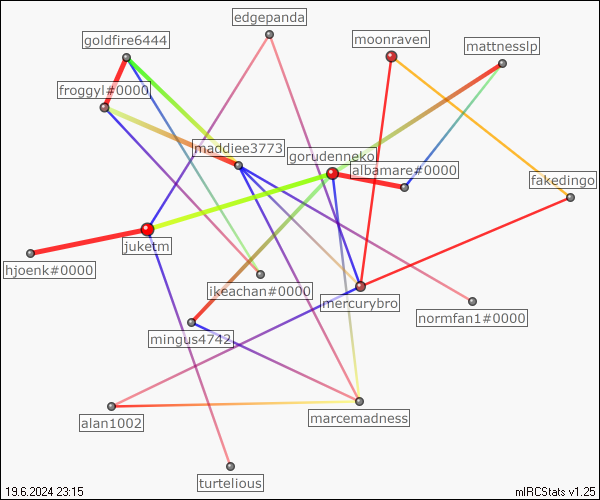 edgepanda
goldfire6444
moonraven
mattnesslp
froggyl#0000
maddiee3773
gorudenneko
albamare#0000
fakedingo
juketm
hjoenk#0000
ikeachan#0000
mercurybro
normfan1#0000
mingus4742
alan1002
marcemadness
turtelious
19.6.2024 23:15
mIRCStats v1.25